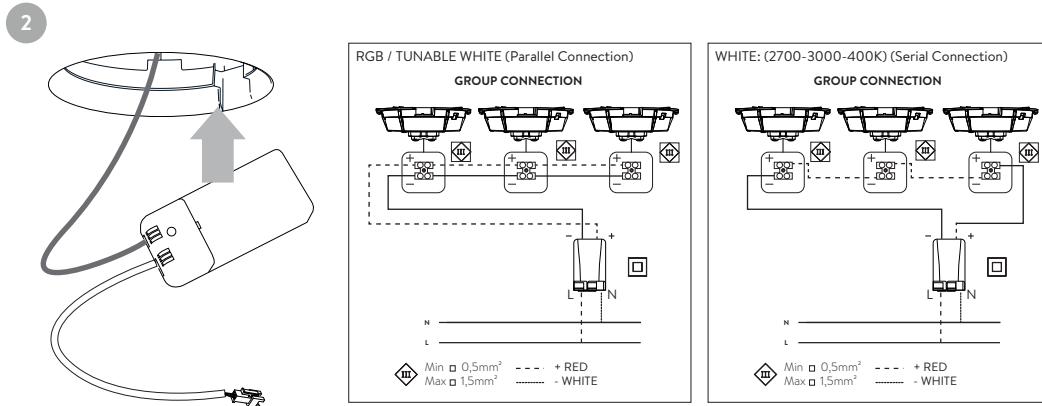 2
RGB / TUNABLE WHITE (Parallel Connection)
GROUP CONNECTION
III
III
III
+
+
+
−
−
−
- +
L N
N
L
III
Min 0,5mm² + RED
Max 1,5mm² - WHITE
WHITE: (2700-3000-400K) (Serial Connection)
GROUP CONNECTION
III
III
III
+
+
+
−
−
−
- +
L N
N
L
III
Min 0,5mm² + RED
Max 1,5mm² - WHITE